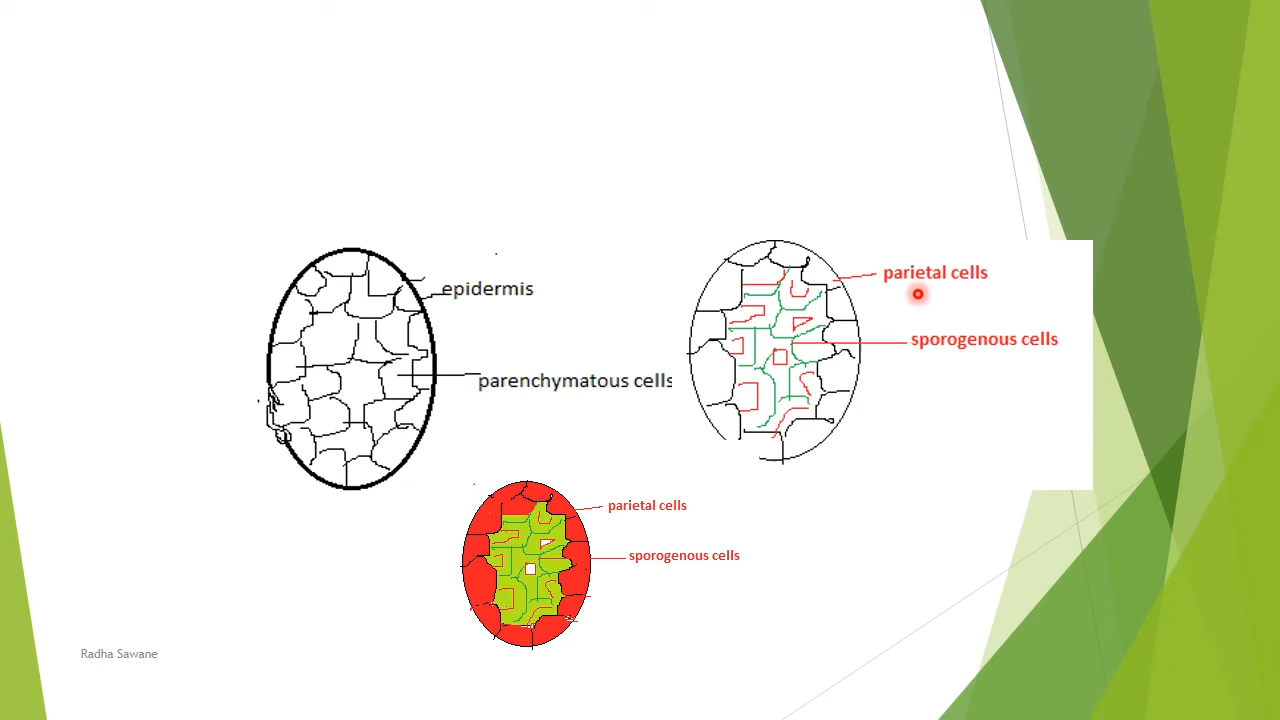 epidermis
parenchymatous cells
parietal cells
sporogenous cells
parietal cells
sporogenous cells
Radha Sawane